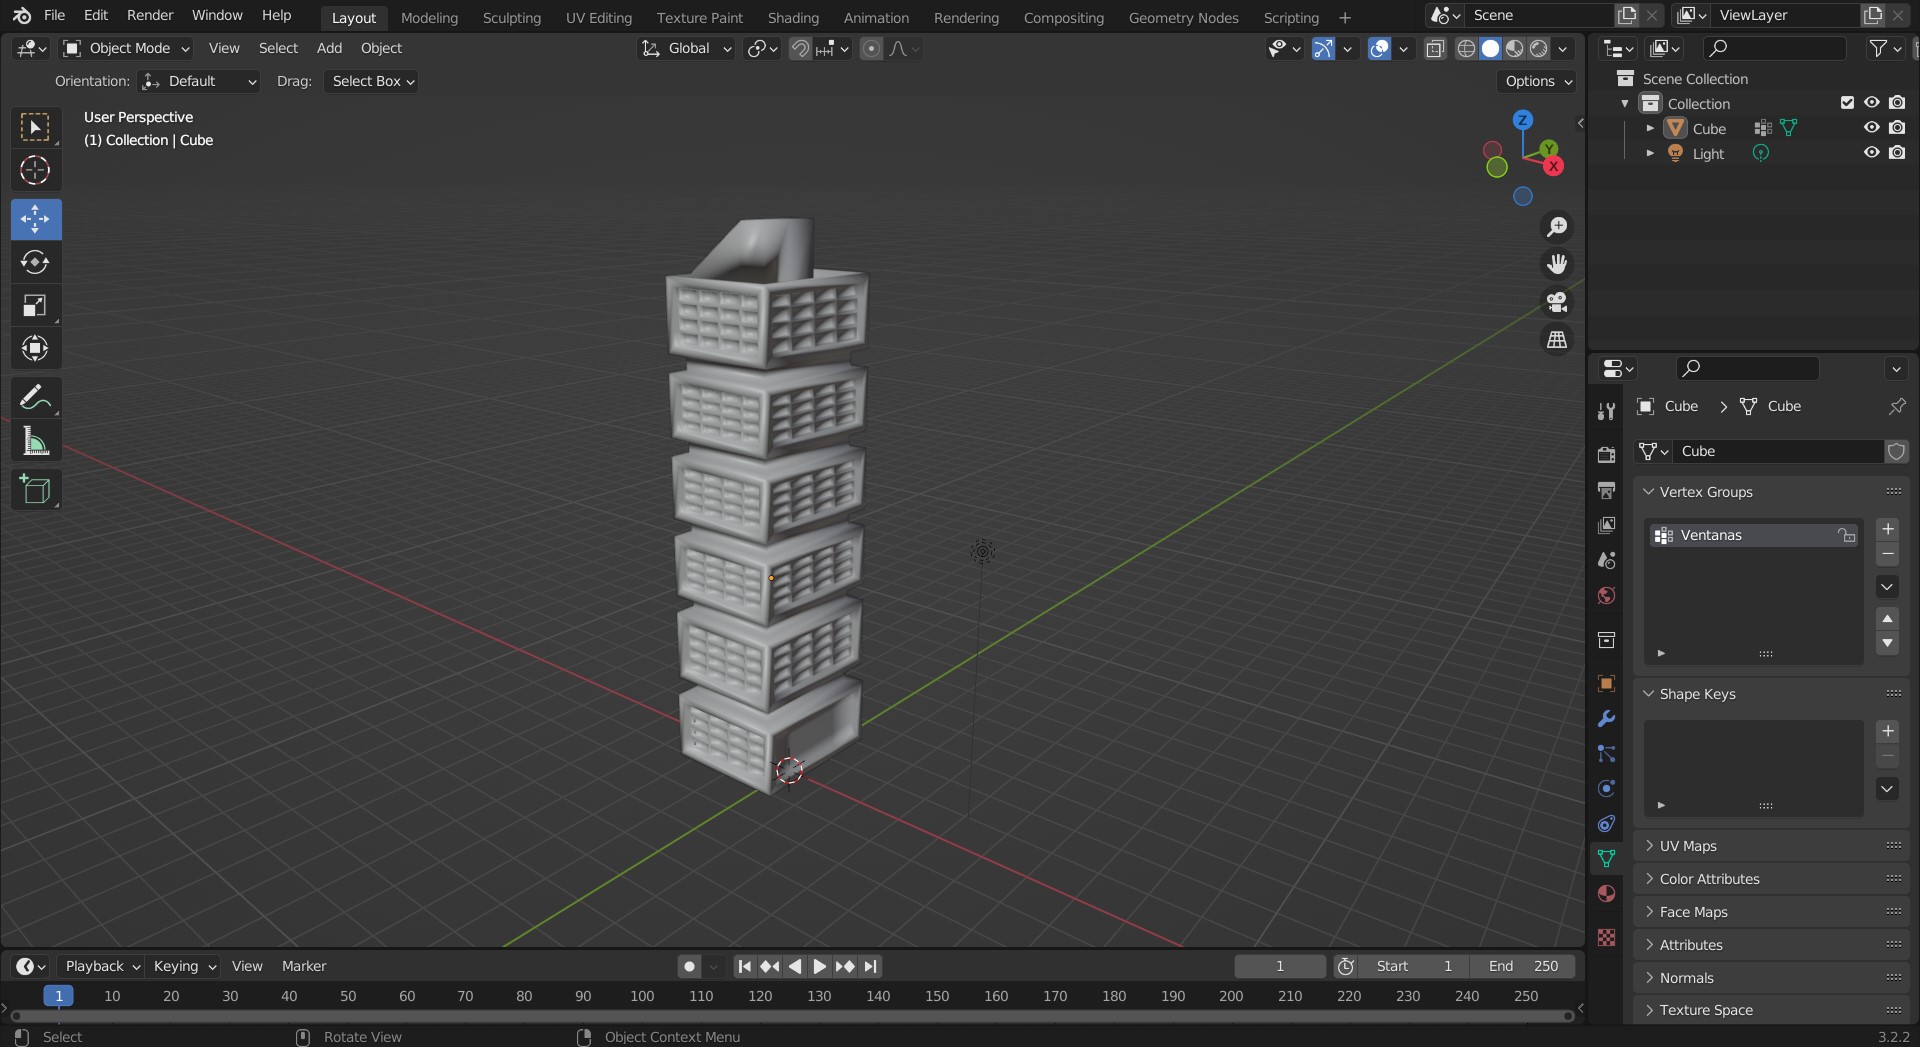 File Edit Render Window Help Layout Modeling Sculpting UV Editing Texture Paint Shading Animation Rendering Compositing Geometry Nodes Scripting + Scene ViewLayer
Object Mode View Select Add Object Global
Orientation: Default Drag: Select Box Options
User Perspective
(1) Collection | Cube
Z
Y
X
Scene Collection
Collection
Cube
Light
Cube > Cube
Cube
Vertex Groups
Ventanas
Shape Keys
UV Maps
Color Attributes
Face Maps
Attributes
Normals
Texture Space
Playback Keying View Marker 1 Start 1 End 250
1 10 20 30 40 50 60 70 80 90 100 110 120 130 140 150 160 170 180 190 200 210 220 230 240 250
Select Rotate View Object Context Menu 3.2.2